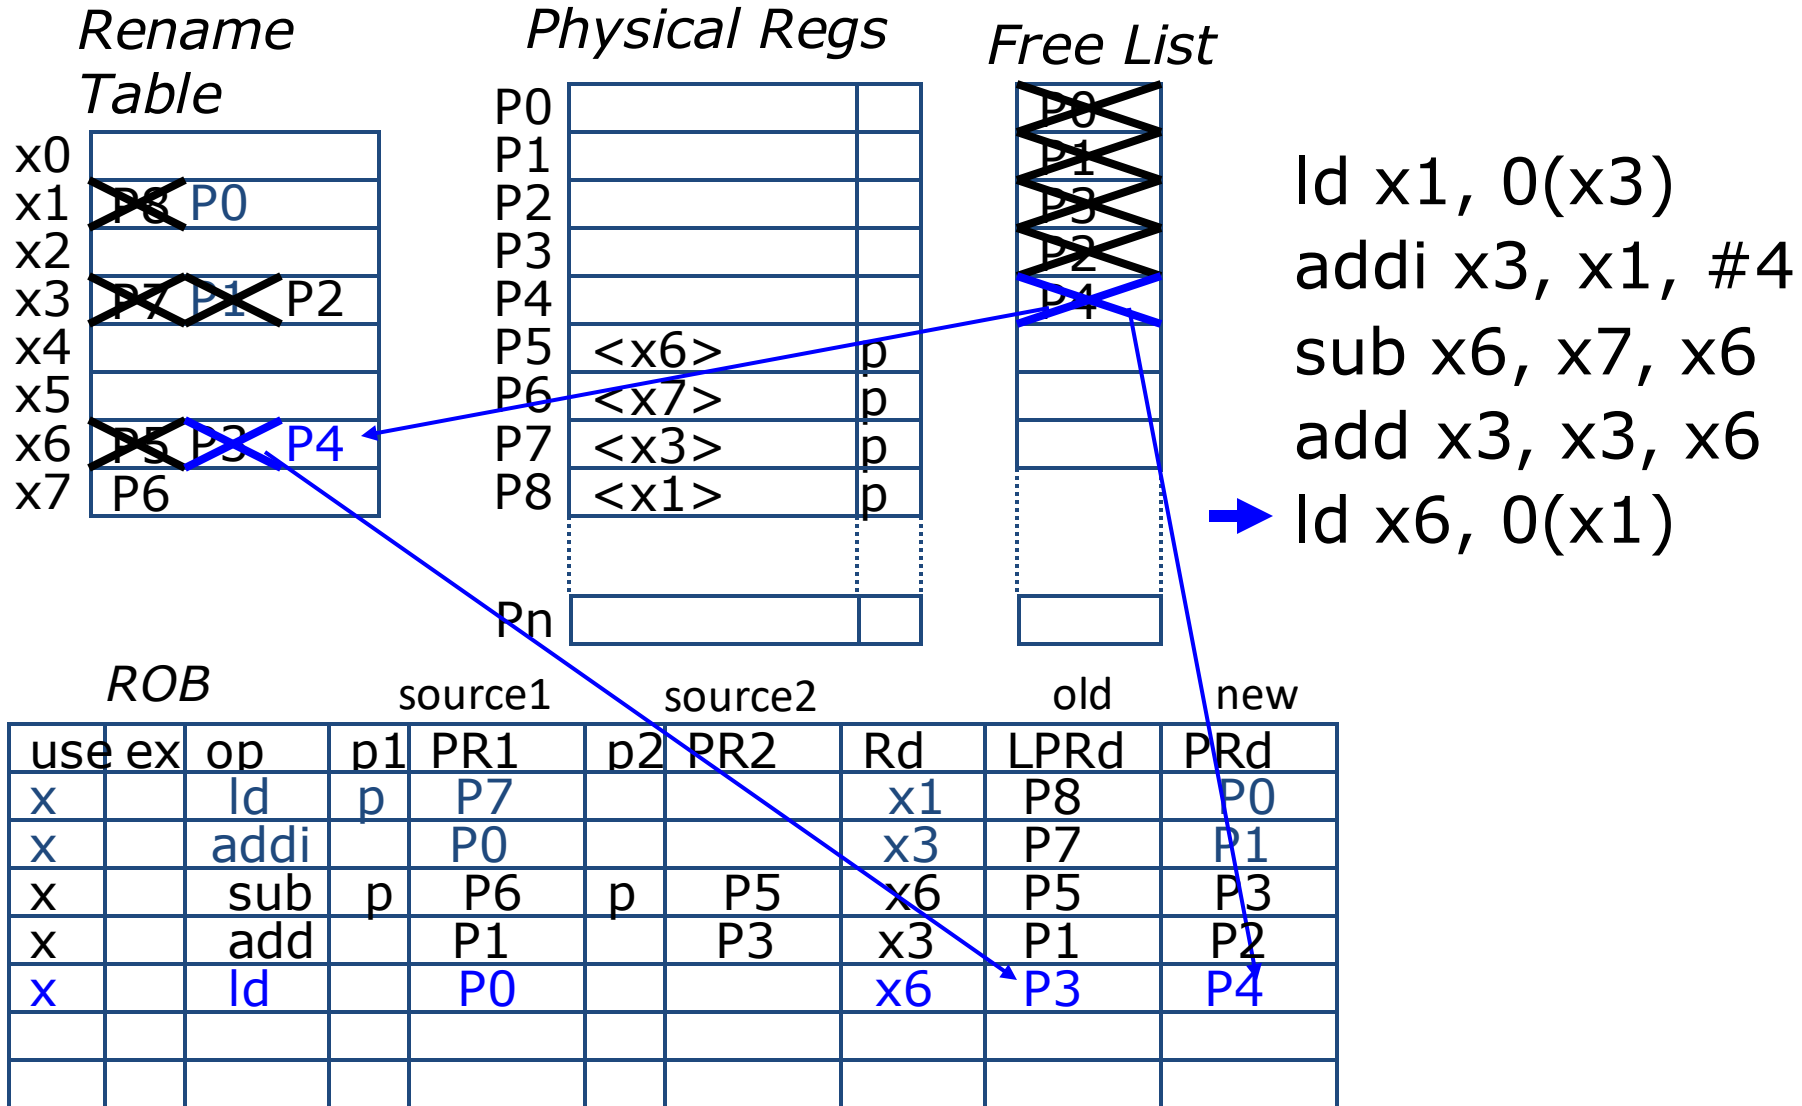 Rename Table
Physical Regs
Free List
x0
x1 P8 P0
x2
x3 P7 P1 P2
x4
x5
x6 P5 P3 P4
x7 P6
P0
P1
P2
P3
P4
P5 <x6> p
P6 <x7> p
P7 <x3> p
P8 <x1> p
Pn
P0
P1
P3
P2
P4
ld x1, 0(x3)
addi x3, x1, #4
sub x6, x7, x6
add x3, x3, x6
ld x6, 0(x1)
ROB source1 source2 old new
use ex op p1 PR1 p2 PR2 Rd LPRd PRd
x ld p P7 x1 P8 P0
x addi P0 x3 P7 P1
x sub p P6 p P5 x6 P5 P3
x add P1 P3 x3 P1 P2
x ld P0 x6 P3 P4